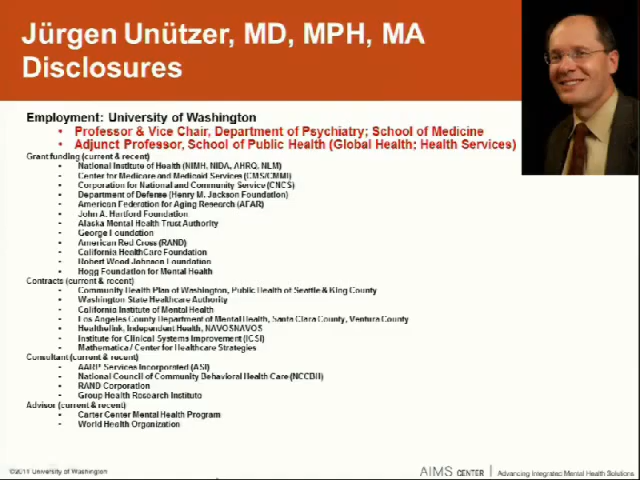 Jürgen Unützer, MD, MPH, MA
Disclosures
Employment: University of Washington
• Professor & Vice Chair, Department of Psychiatry; School of Medicine
• Adjunct Professor, School of Public Health (Global Health; Health Services)
Grant funding (current & recent)
• National Institute of Health (NIMH, NIDA, AHRQ, NLM)
• Center for Medicare and Medicaid Services (CMS/CMMI)
• Corporation for National and Community Service (CNCS)
• Department of Defense (Henry M. Jackson Foundation)
• American Federation for Aging Research (AFAR)
• John A. Hartford Foundation
• Alaska Mental Health Trust Authority
• George Foundation
• American Red Cross (RAND)
• California HealthCare Foundation
• Robert Wood Johnson Foundation
• Hogg Foundation for Mental Health
Contracts (current & recent)
• Community Health Plan of Washington, Public Health of Seattle & King County
• Washington State Healthcare Authority
• California Institute of Mental Health
• Los Angeles County Department of Mental Health, Santa Clara County, Ventura County
• Healthelink, Independent Health, NAVOSNAVOS
• Institute for Clinical Systems Improvement (ICSI)
• Mathematica / Center for Healthcare Strategies
Consultant (current & recent)
• AARP Services Incorporated (ASI)
• National Council of Community Behavioral Health Care (NCCBH)
• RAND Corporation
• Group Health Research Institute
Advisor (current & recent)
• Carter Center Mental Health Program
• World Health Organization
©2011 University of Washington
AIMS CENTER | Advancing Integrated Mental Health Solutions